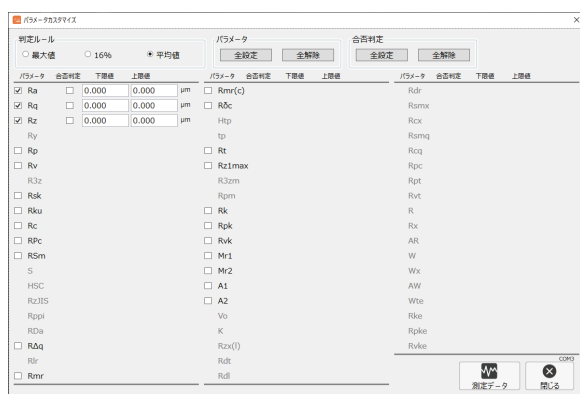 パラメータカスタマイズ
判定ルール
最大値 16% 平均値
パラメータ
全設定 全解除
合否判定
全設定 全解除
パラメータ 合否判定 下限値 上限値
Ra 0.000 0.000 µm
Rq 0.000 0.000 µm
Rz 0.000 0.000 µm
Ry
Rp
Rv
R3z
Rsk
Rku
Rc
RPc
RSm
S
HSC
RzJIS
Rppi
RDa
RΔq
Rlr
Rmr
パラメータ 合否判定 下限値 上限値
Rmr(c)
Rδc
Htp
tp
Rt
Rz1max
R3zm
Rpm
Rk
Rpk
Rvk
Mr1
Mr2
A1
A2
Vo
K
Rzx(l)
Rdt
Rdl
パラメータ 合否判定 下限値 上限値
Rdr
Rsmx
Rcx
Rsmq
Rcq
Rpc
Rpt
Rvt
R
Rx
AR
W
Wx
AW
Wte
Rke
Rpke
Rvke
COM3
測定データ
閉じる